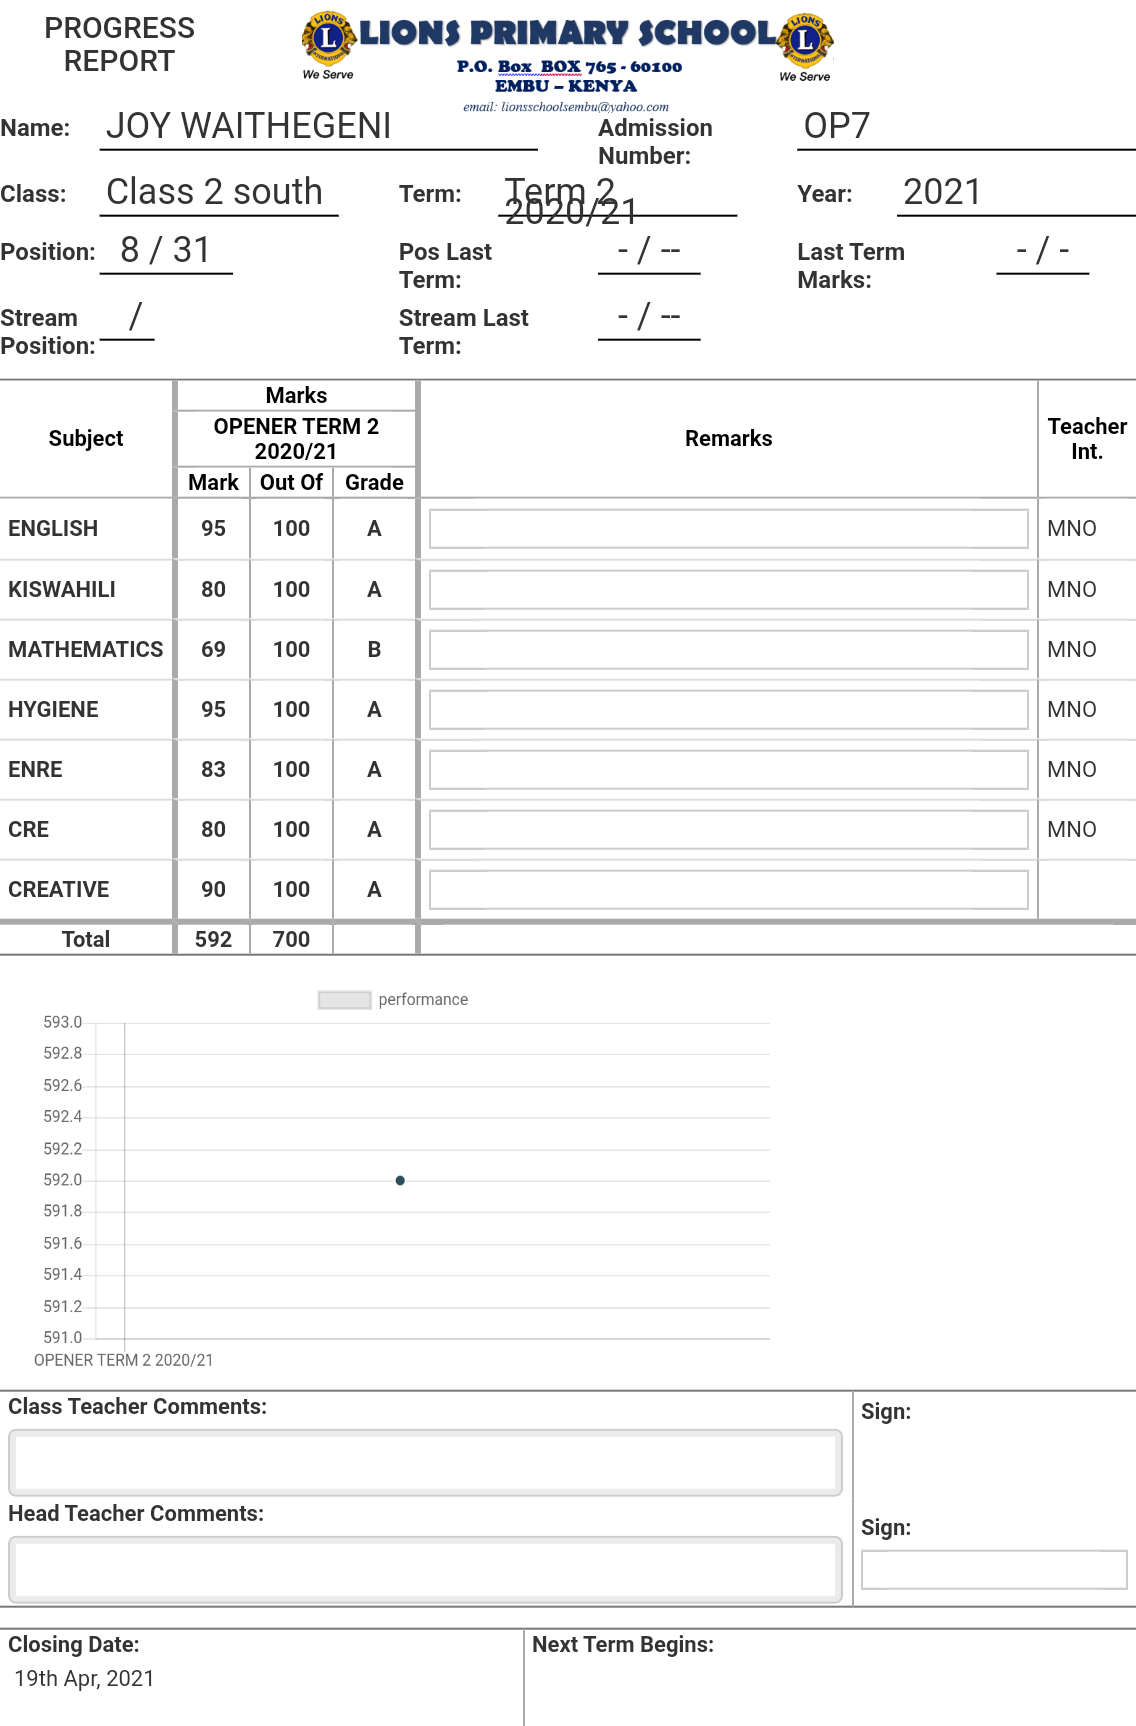 PROGRESS
REPORT
LIONS
INTERNATIONAL
We Serve
LIONS PRIMARY SCHOOL
P.O. Box BOX 765 - 60100
EMBU – KENYA
email: lionsschoolsembu@yahoo.com
LIONS
INTERNATIONAL
We Serve
Name: JOY WAITHEGENI Admission Number: OP7
Class: Class 2 south Term: Term 2 2020/21 Year: 2021
Position: 8 / 31 Pos Last Term: - / -- Last Term Marks: - / -
Stream Position: / Stream Last Term: - / --
Subject Marks Remarks Teacher Int.
OPENER TERM 2 2020/21
Mark Out Of Grade
ENGLISH 95 100 A MNO
KISWAHILI 80 100 A MNO
MATHEMATICS 69 100 B MNO
HYGIENE 95 100 A MNO
ENRE 83 100 A MNO
CRE 80 100 A MNO
CREATIVE 90 100 A
Total 592 700
performance
593.0
592.8
592.6
592.4
592.2
592.0
591.8
591.6
591.4
591.2
591.0
OPENER TERM 2 2020/21
Class Teacher Comments:
Sign:
Head Teacher Comments:
Sign:
Closing Date: Next Term Begins:
19th Apr, 2021